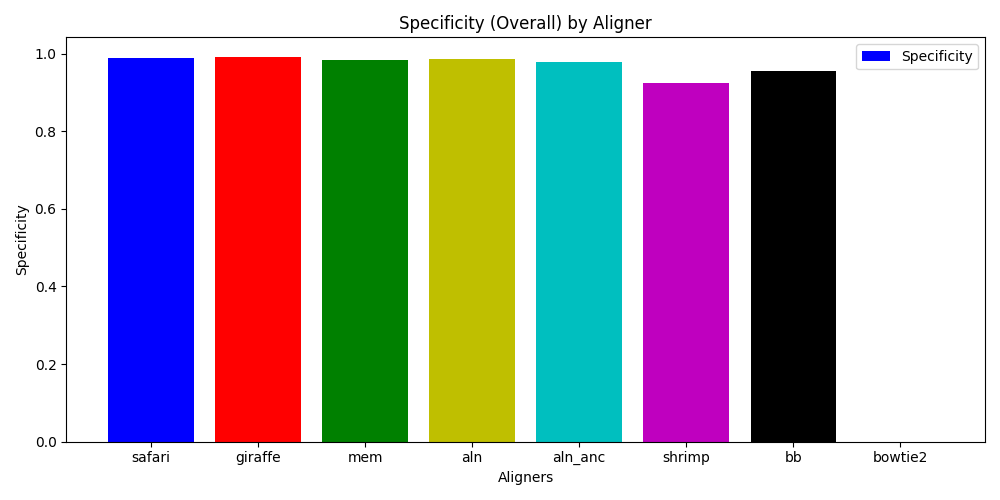 Specificity (Overall) by Aligner
Specificity
1.0
0.8
0.6
0.4
0.2
0.0
Specificity
safari giraffe mem aln aln_anc shrimp bb bowtie2
Aligners